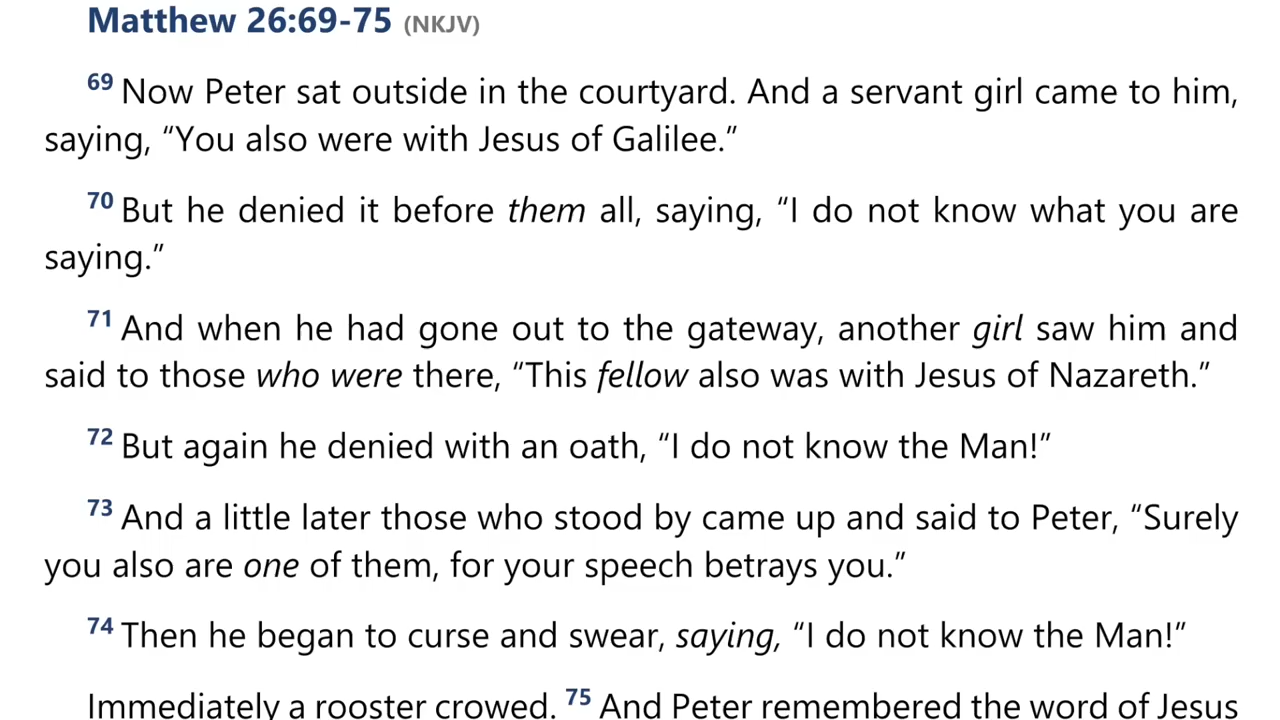 Matthew 26:69-75 (NKJV)
69 Now Peter sat outside in the courtyard. And a servant girl came to him,
saying, “You also were with Jesus of Galilee.”
70 But he denied it before them all, saying, “I do not know what you are
saying.”
71 And when he had gone out to the gateway, another girl saw him and
said to those who were there, “This fellow also was with Jesus of Nazareth.”
72 But again he denied with an oath, “I do not know the Man!”
73 And a little later those who stood by came up and said to Peter, “Surely
you also are one of them, for your speech betrays you.”
74 Then he began to curse and swear, saying, “I do not know the Man!”
Immediately a rooster crowed. 75 And Peter remembered the word of Jesus